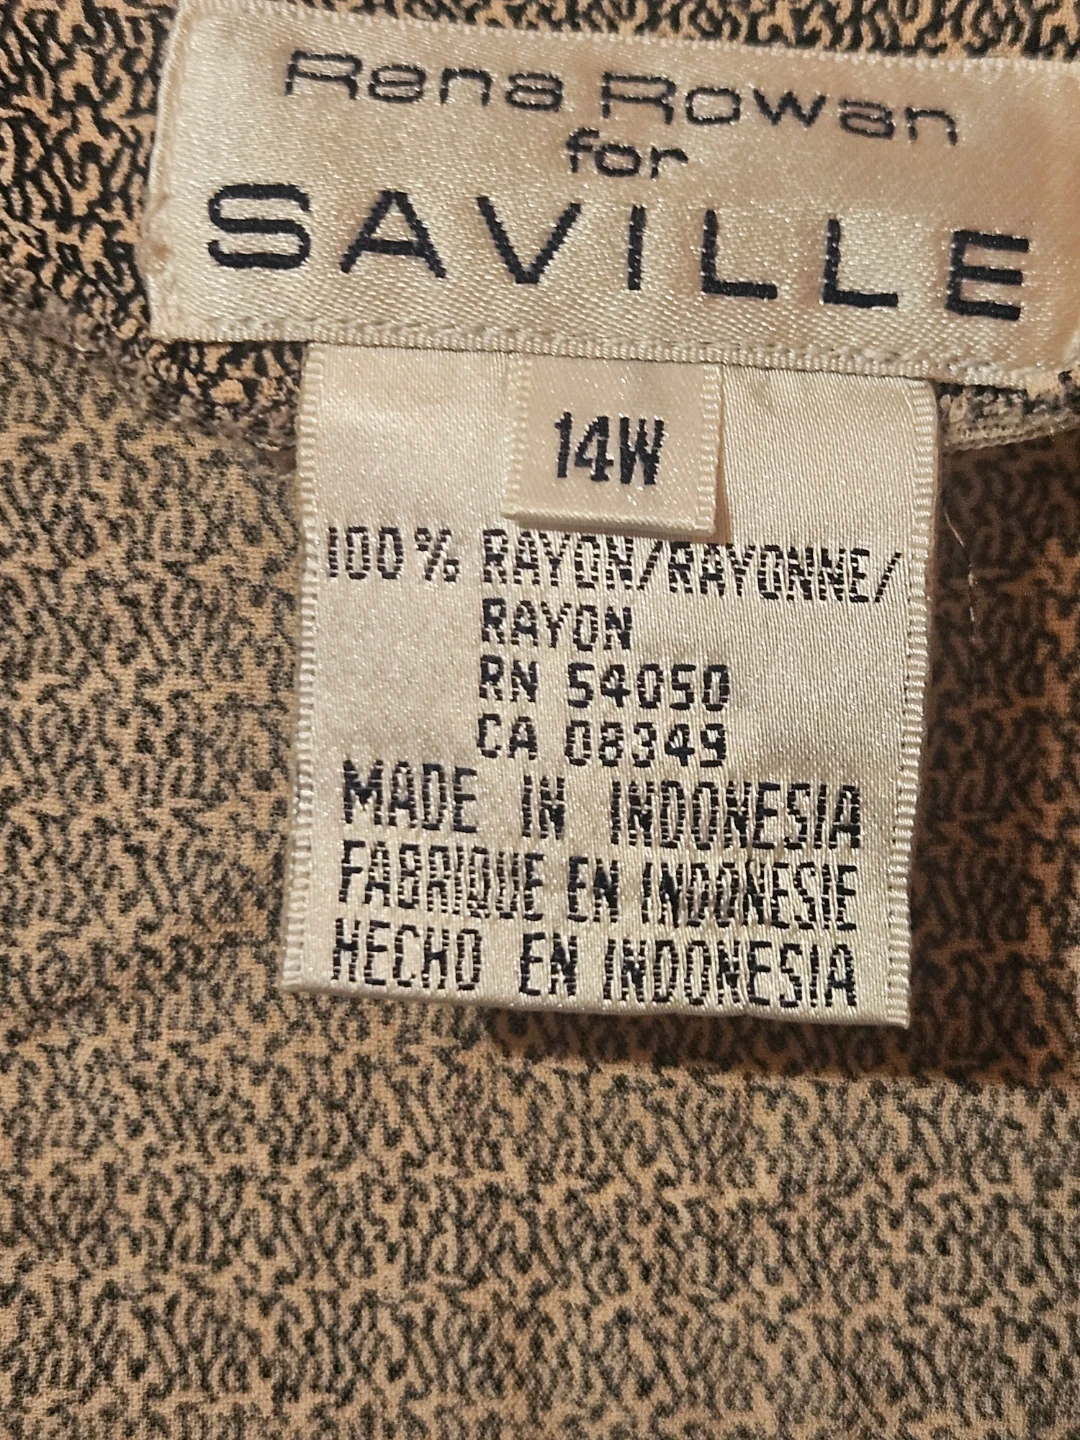 Rena Rowan
for
SAVILLE
14W
100% RAYON/RAYONNE/
RAYON
RN 54050
CA 08349
MADE IN INDONESIA
FABRIQUE EN INDONESIE
HECHO EN INDONESIA